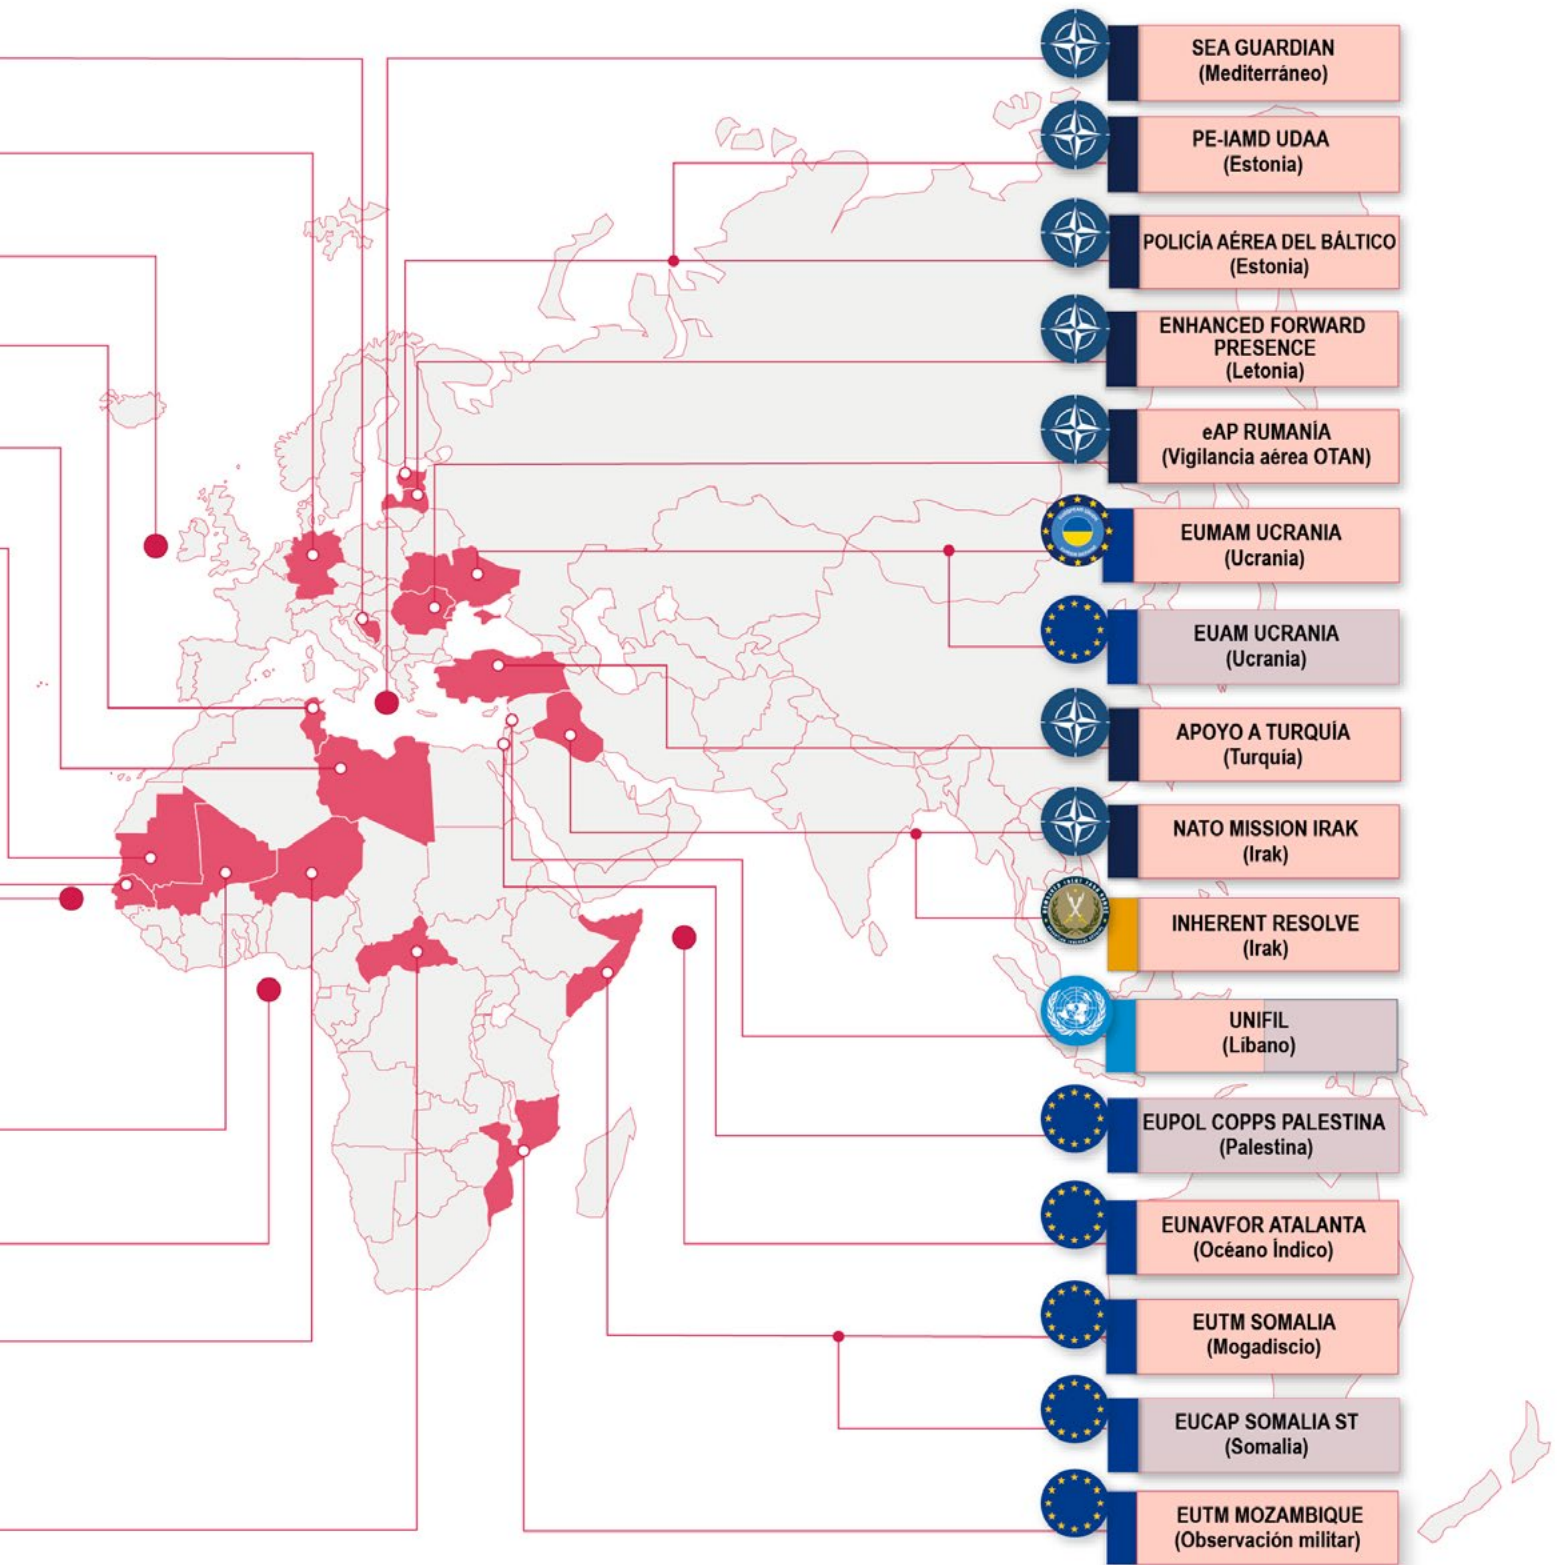 SEA GUARDIAN
(Mediterráneo)
PE-IAMD UDAA
(Estonia)
POLICÍA AÉREA DEL BÁLTICO
(Estonia)
ENHANCED FORWARD
PRESENCE
(Letonia)
eAP RUMANÍA
(Vigilancia aérea OTAN)
EUMAM UCRANIA
(Ucrania)
EUAM UCRANIA
(Ucrania)
APOYO A TURQUÍA
(Turquía)
NATO MISSION IRAK
(Irak)
INHERENT RESOLVE
(Irak)
UNIFIL
(Líbano)
EUPOL COPPS PALESTINA
(Palestina)
EUNAVFOR ATALANTA
(Océano Índico)
EUTM SOMALIA
(Mogadiscio)
EUCAP SOMALIA ST
(Somalia)
EUTM MOZAMBIQUE
(Observación militar)